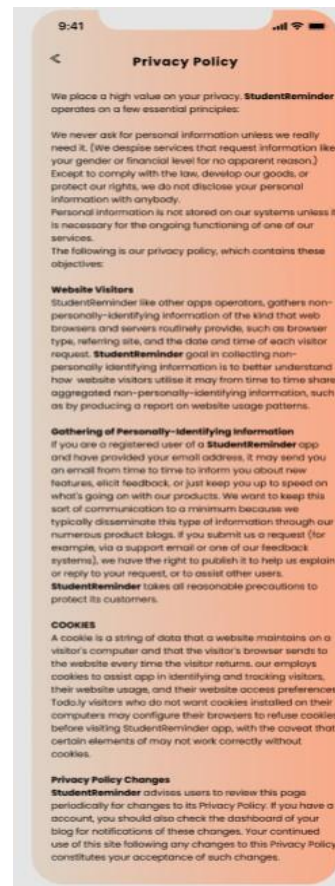 9:41
<
Privacy Policy
We place a high value on your privacy. StudentReminder
operates on a few essential principles:
We never ask for personal information unless we really
need it. (We despise services that request information like
your gender or financial level for no apparent reason.)
Except to comply with the law, develop our goods, or
protect our rights, we do not disclose your personal
information with anybody.
Personal information is not stored on our systems unless it
is necessary for the ongoing functioning of one of our
services.
The following is our privacy policy, which contains these
objectives:
Website Visitors
StudentReminder like other apps operators, gathers non-
personally-identifying information of the kind that web
browsers and servers routinely provide, such as browser
type, referring site, and the date and time of each visitor
request. StudentReminder goal in collecting non-
personally identifying information is to better understand
how website visitors utilise it may from time to time share
aggregated non-personally-identifying information, such
as by producing a report on website usage patterns.
Gathering of Personally-Identifying Information
If you are a registered user of a StudentReminder app
and have provided your email address, it may send you
an email from time to time to inform you about new
features, elicit feedback, or just keep you up to speed on
what's going on with our products. We want to keep this
sort of communication to a minimum because we
typically disseminate this type of information through our
numerous product blogs. If you submit us a request (for
example, via a support email or one of our feedback
systems), we have the right to publish it to help us explain
or reply to your request, or to assist other users.
StudentReminder takes all reasonable precautions to
protect its customers.
COOKIES
A cookie is a string of data that a website maintains on a
visitor's computer and that the visitor's browser sends to
the website every time the visitor returns. our employs
cookies to assist app in identifying and tracking visitors,
their website usage, and their website access preferences.
Todo.ly visitors who do not want cookies installed on their
computers may configure their browsers to refuse cookies
before visiting StudentReminder app, with the caveat that
certain elements of may not work correctly without
cookies.
Privacy Policy Changes
StudentReminder advises users to review this page
periodically for changes to its Privacy Policy. If you have a
account, you should also check the dashboard of your
blog for notifications of these changes. Your continued
use of this site following any changes to this Privacy Policy
constitutes your acceptance of such changes.